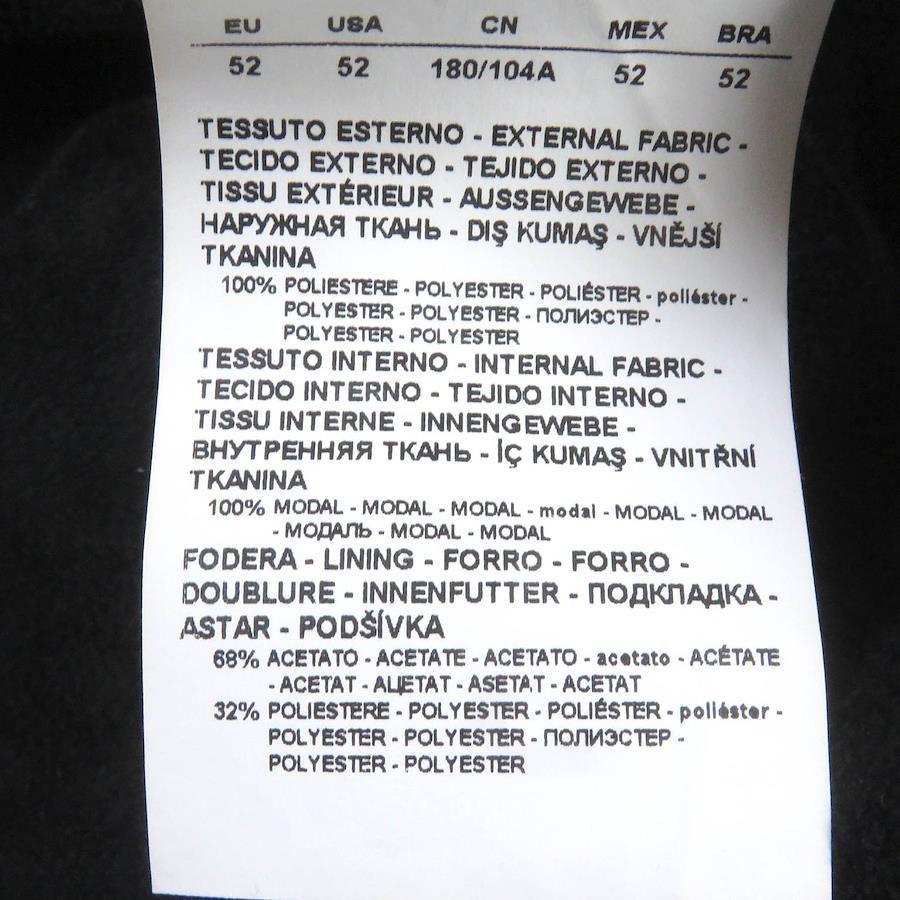 EU USA CN MEX BRA
52 52 180/104A 52 52
TESSUTO ESTERNO - EXTERNAL FABRIC -
TECIDO EXTERNO - TEJIDO EXTERNO -
TISSU EXTÉRIEUR - AUSSENGEWEBE -
НАРУЖНАЯ ТКАНЬ - DIŞ KUMAŞ - VNĚJŠÍ
TKANINA
100% POLIESTERE - POLYESTER - POLIÉSTER - poliéster -
POLYESTER - POLYESTER - ПОЛИЭСТЕР -
POLYESTER - POLYESTER
TESSUTO INTERNO - INTERNAL FABRIC -
TECIDO INTERNO - TEJIDO INTERNO -
TISSU INTERNE - INNENGEWEBE -
ВНУТРЕННЯЯ ТКАНЬ - İÇ KUMAŞ - VNITŘNÍ
TKANINA
100% MODAL - MODAL - MODAL - modal - MODAL - MODAL
- МОДАЛЬ - MODAL - MODAL
FODERA - LINING - FORRO - FORRO -
DOUBLURE - INNENFUTTER - ПОДКЛАДКА -
ASTAR - PODŠÍVKA
68% ACETATO - ACETATE - ACETATO - acetato - ACÉTATE
- ACETAT - АЦЕТАТ - ASETAT - ACETAT
32% POLIESTERE - POLYESTER - POLIÉSTER - poliéster -
POLYESTER - POLYESTER - ПОЛИЭСТЕР -
POLYESTER - POLYESTER